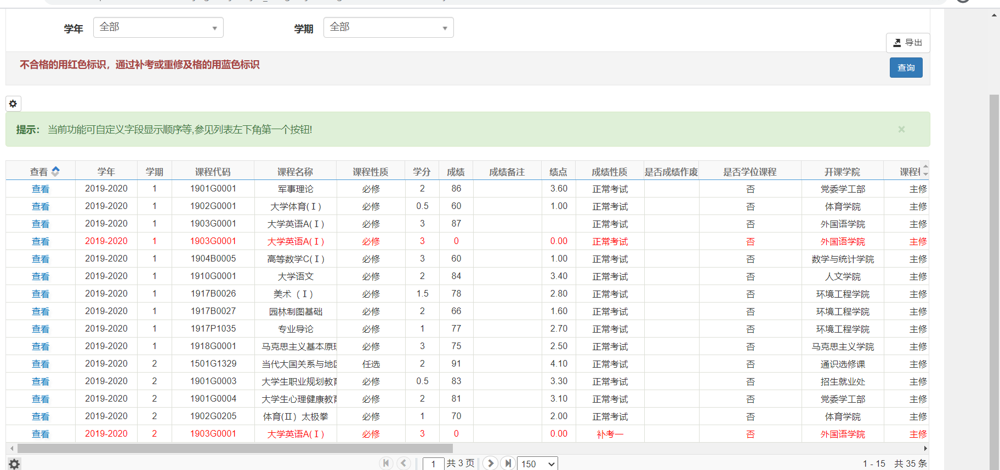 学年 全部 学期 全部
导出
不合格的用红色标识，通过补考或重修及格的用蓝色标识
查询
提示： 当前功能可自定义字段显示顺序等,参见列表左下角第一个按钮! ×
查看 学年 学期 课程代码 课程名称 课程性质 学分 成绩 成绩备注 绩点 成绩性质 是否成绩作废 是否学位课程 开课学院 课程
查看 2019-2020 1 1901G0001 军事理论 必修 2 86 3.60 正常考试 否 党委学工部 主修
查看 2019-2020 1 1902G0001 大学体育(Ⅰ) 必修 0.5 60 1.00 正常考试 否 体育学院 主修
查看 2019-2020 1 1903G0001 大学英语A(Ⅰ) 必修 3 87 正常考试 否 外国语学院 主修
查看 2019-2020 1 1903G0001 大学英语A(Ⅰ) 必修 3 0 0.00 正常考试 否 外国语学院 主修
查看 2019-2020 1 1904B0005 高等数学C(Ⅰ) 必修 3 60 1.00 正常考试 否 数学与统计学院 主修
查看 2019-2020 1 1910G0001 大学语文 必修 2 84 3.40 正常考试 否 人文学院 主修
查看 2019-2020 1 1917B0026 美术（Ⅰ） 必修 1.5 78 2.80 正常考试 否 环境工程学院 主修
查看 2019-2020 1 1917B0027 园林制图基础 必修 2 66 1.60 正常考试 否 环境工程学院 主修
查看 2019-2020 1 1917P1035 专业导论 必修 1 77 2.70 正常考试 否 环境工程学院 主修
查看 2019-2020 1 1918G0001 马克思主义基本原理 必修 3 75 2.50 正常考试 否 马克思主义学院 主修
查看 2019-2020 2 1501G1329 当代大国关系与地区 任选 2 91 4.10 正常考试 否 通识选修课 主修
查看 2019-2020 2 1901G0003 大学生职业规划教育 必修 0.5 83 3.30 正常考试 否 招生就业处 主修
查看 2019-2020 2 1901G0004 大学生心理健康教育 必修 2 81 3.10 正常考试 否 党委学工部 主修
查看 2019-2020 2 1902G0205 体育(Ⅱ）太极拳 必修 1 70 2.00 正常考试 否 体育学院 主修
查看 2019-2020 2 1903G0001 大学英语A(Ⅰ) 必修 3 0 0.00 补考一 否 外国语学院 主修
1 共 3 页 150 1 - 15 共 35 条